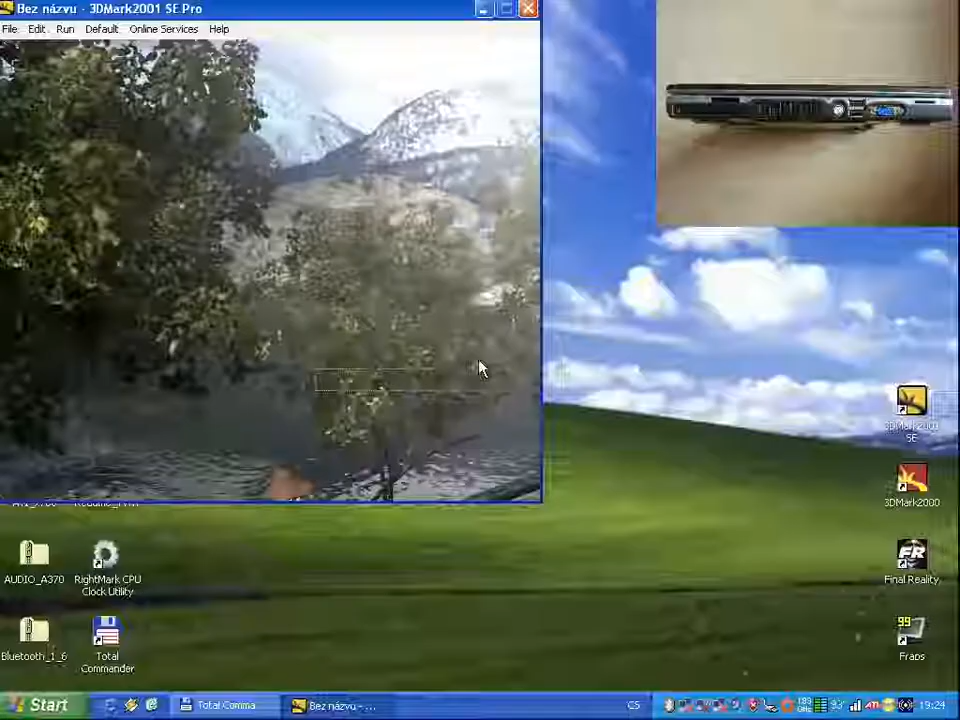 Bez názvu - 3DMark2001 SE Pro
File Edit Run Default Online Services Help
3DMark2001
SE
3DMark2000
AUDIO_A370
RightMark CPU
Clock Utility
Final Reality
99
Bluetooth_1_6
Total
Commander
Fraps
Start
Total Comma
Bez názvu - ...
CS
19:24